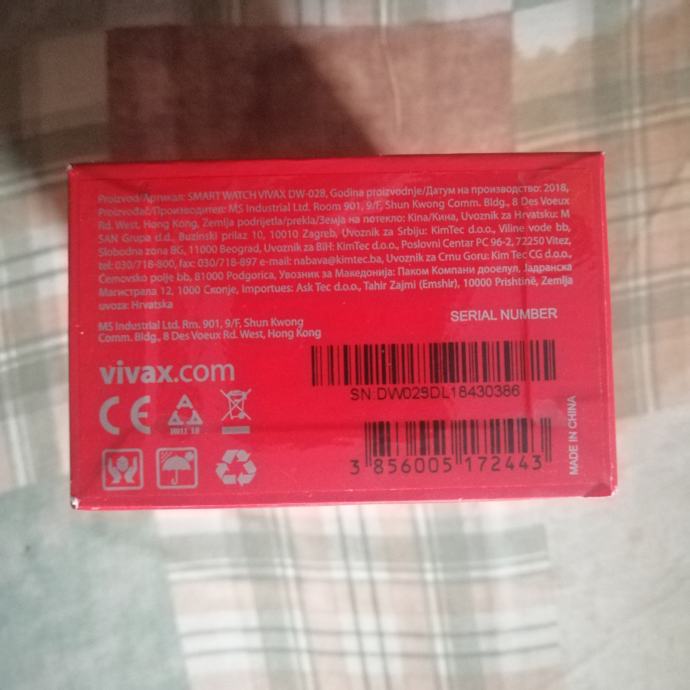 Proizvod/Артикал: SMART WATCH VIVAX DW-028, Godina proizvodnje/Датум на производство: 2018,
Prodavač/Производител: MS Industrial Ltd. Room 901, 9/F, Shun Kwong Comm. Bldg., 8 Des Voeux
Rd. West, Hong Kong, Zemlja podrijetla/prekla/Земја на потекло: Kina/Кина, Uvoznik za Hrvatsku: M
SAN Grupa d.d., Buzinski prilaz 10, 10010 Zagreb, Uvoznik za Srbiju: KimTec d.o.o., Viline vode bb,
Slobodna zona BG, 11000 Beograd, Uvoznik za BiH: KimTec d.o.o., Poslovni Centar PC 96-2, 72250 Vitez,
tel: 030/718-800, fax: 030/718-897 e-mail: nabava@kimtec.ba, Uvoznik za Crnu Goru: Kim Tec CG d.o.o.,
Ćemovsko polje bb, 81000 Podgorica, Увозник за Македонија: Паком Компани дооелул. Јадранска
Магистрала 12, 1000 Скопје, Importues: Ask Tec d.o.o., Tahir Zajmi (Emshir), 10000 Prishtinë, Zemlja
uvoza: Hrvatska
MS Industrial Ltd. Rm. 901, 9/F, Shun Kwong
Comm. Bldg., 8 Des Voeux Rd. West, Hong Kong
SERIAL NUMBER
vivax.com
SN:DW029DL18430386
CE
3 856005 172443
MADE IN CHINA